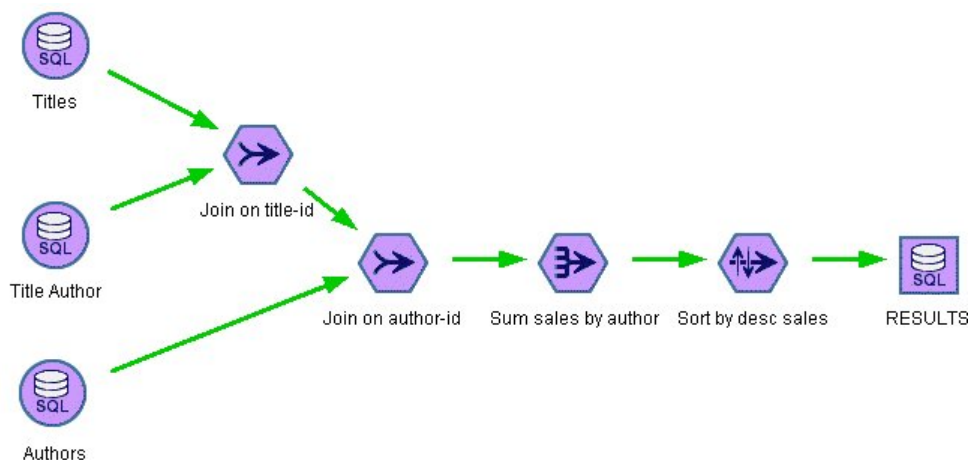 SQL
Titles
Join on title-id
SQL
Title Author
Join on author-id
Sum sales by author
Sort by desc sales
SQL
RESULTS
SQL
Authors